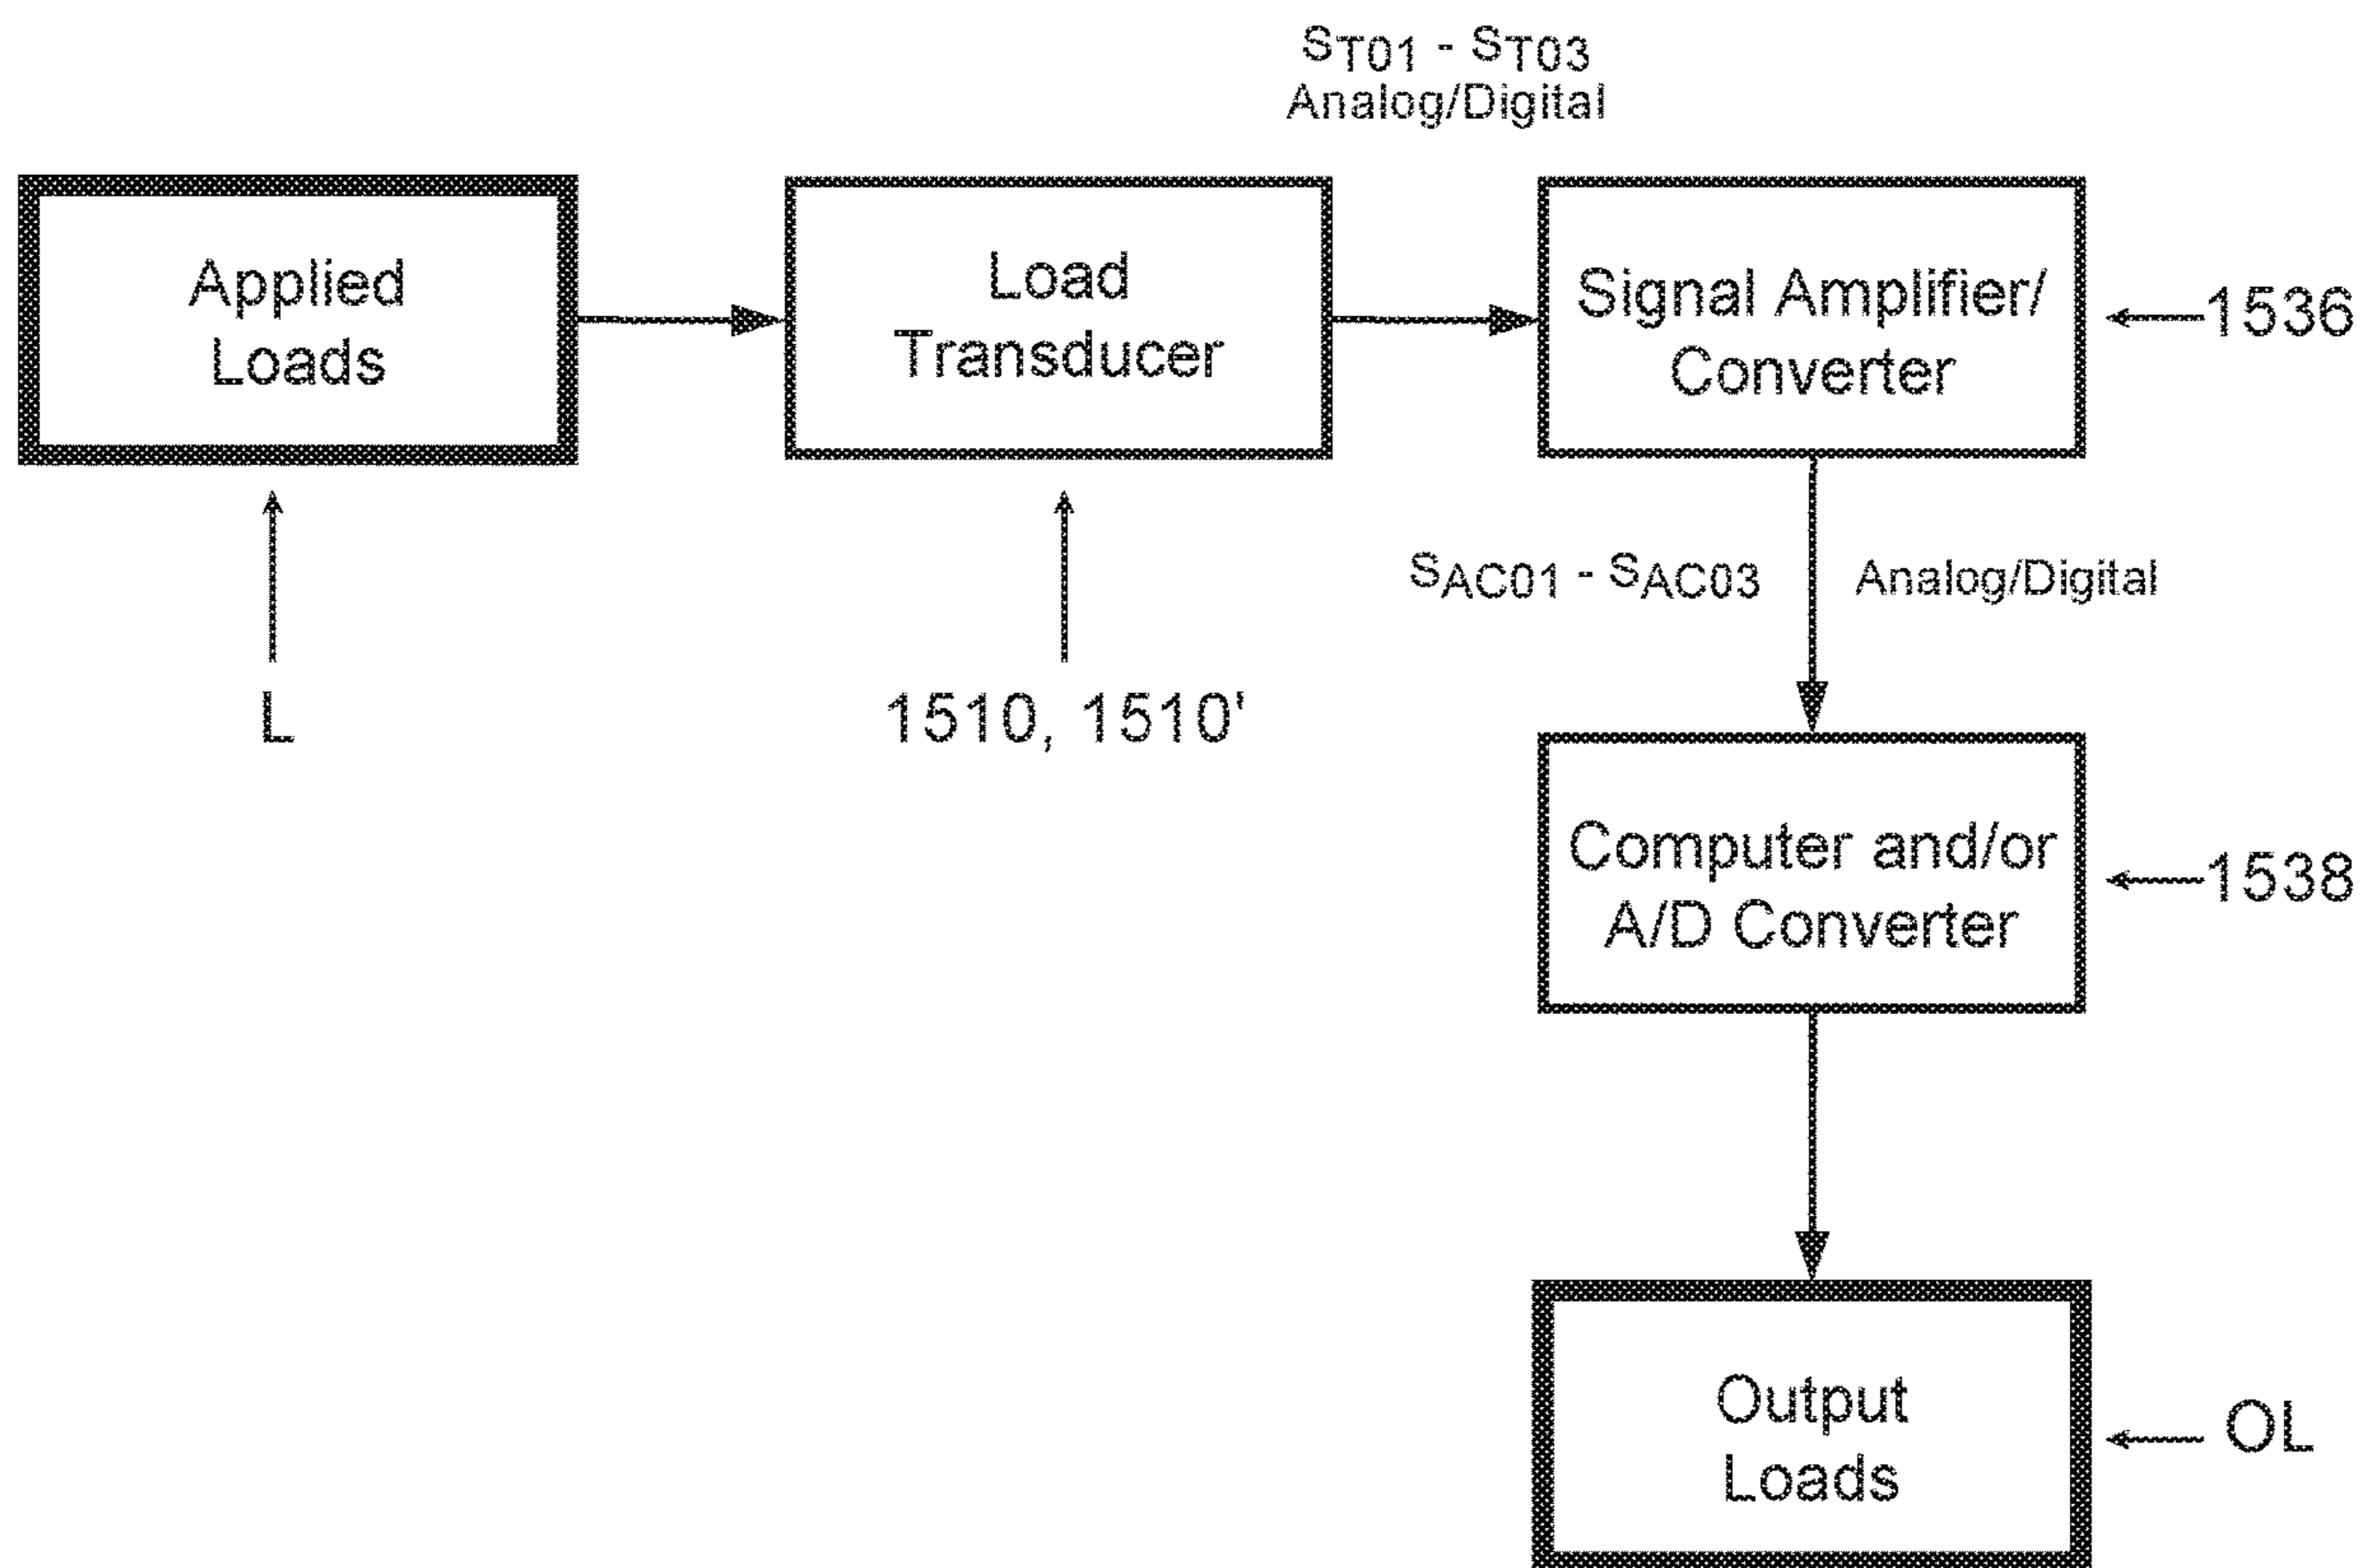 ST01 - ST03
Analog/Digital
Applied
Loads
Load
Transducer
Signal Amplifier/
Converter
1536
SAC01 - SAC03
Analog/Digital
L
1510, 1510'
Computer and/or
A/D Converter
1538
Output
Loads
OL